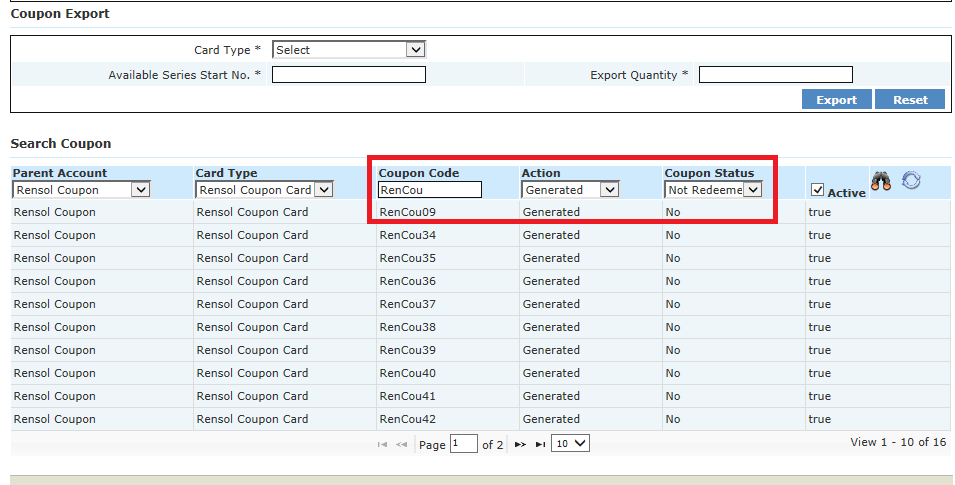 Coupon Export
Card Type * Select
Available Series Start No. * Export Quantity *
Export Reset
Search Coupon
Parent Account Card Type Coupon Code Action Coupon Status
Rensol Coupon Rensol Coupon Card RenCou Generated Not Redeeme Active
Rensol Coupon Rensol Coupon Card RenCou09 Generated No true
Rensol Coupon Rensol Coupon Card RenCou34 Generated No true
Rensol Coupon Rensol Coupon Card RenCou35 Generated No true
Rensol Coupon Rensol Coupon Card RenCou36 Generated No true
Rensol Coupon Rensol Coupon Card RenCou37 Generated No true
Rensol Coupon Rensol Coupon Card RenCou38 Generated No true
Rensol Coupon Rensol Coupon Card RenCou39 Generated No true
Rensol Coupon Rensol Coupon Card RenCou40 Generated No true
Rensol Coupon Rensol Coupon Card RenCou41 Generated No true
Rensol Coupon Rensol Coupon Card RenCou42 Generated No true
Page 1 of 2 10 View 1 - 10 of 16